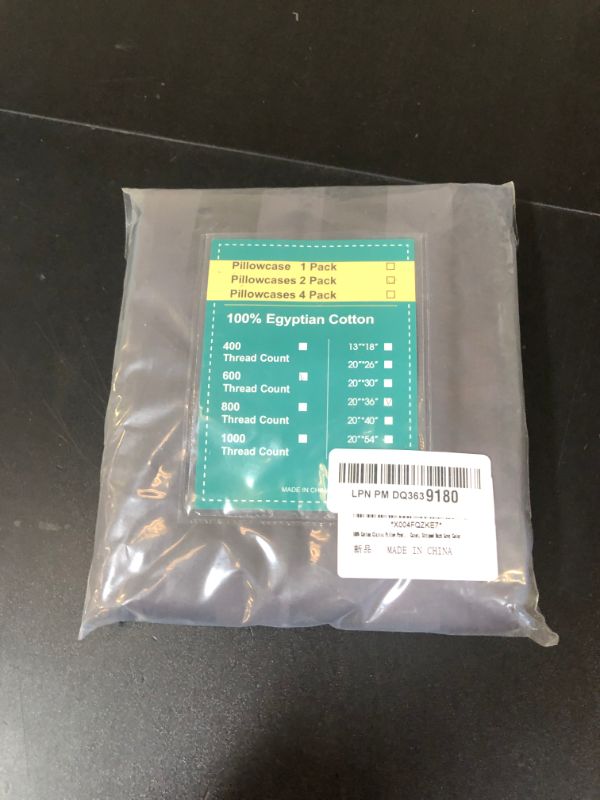 Pillowcase 1 Pack
Pillowcases 2 Pack
Pillowcases 4 Pack
100% Egyptian Cotton
400
Thread Count
600
Thread Count
800
Thread Count
1000
Thread Count
13"*18"
20"*26"
20"*30"
20"*36"
20"*40"
20"*54"
MADE IN CHIN
LPN PM DQ3639180
*X004FQZKE7*
100% Cotton
新品 MADE IN CHINA